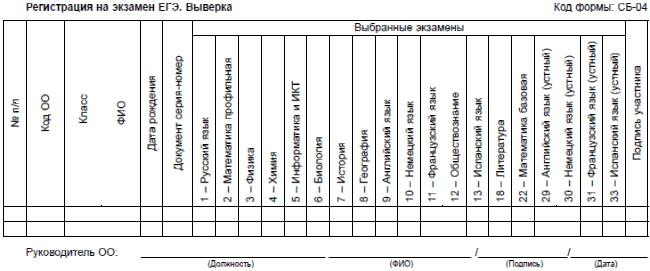 Регистрация на экзамен ЕГЭ. Выверка
Код формы: СБ-04
№ п/п
Код ОО
Класс
ФИО
Дата рождения
Документ серия-номер
Выбранные экзамены
1 – Русский язык
2 – Математика профильная
3 – Физика
4 – Химия
5 – Информатика и ИКТ
6 – Биология
7 – История
8 – География
9 – Английский язык
10 – Немецкий язык
11 – Французский язык
12 – Обществознание
13 – Испанский язык
18 – Литература
22 – Математика базовая
29 – Английский язык (устный)
30 – Немецкий язык (устный)
31 – Французский язык (устный)
33 – Испанский язык (устный)
Подпись участника
Руководитель ОО: / /
(Должность) (ФИО) (Подпись) (Дата)